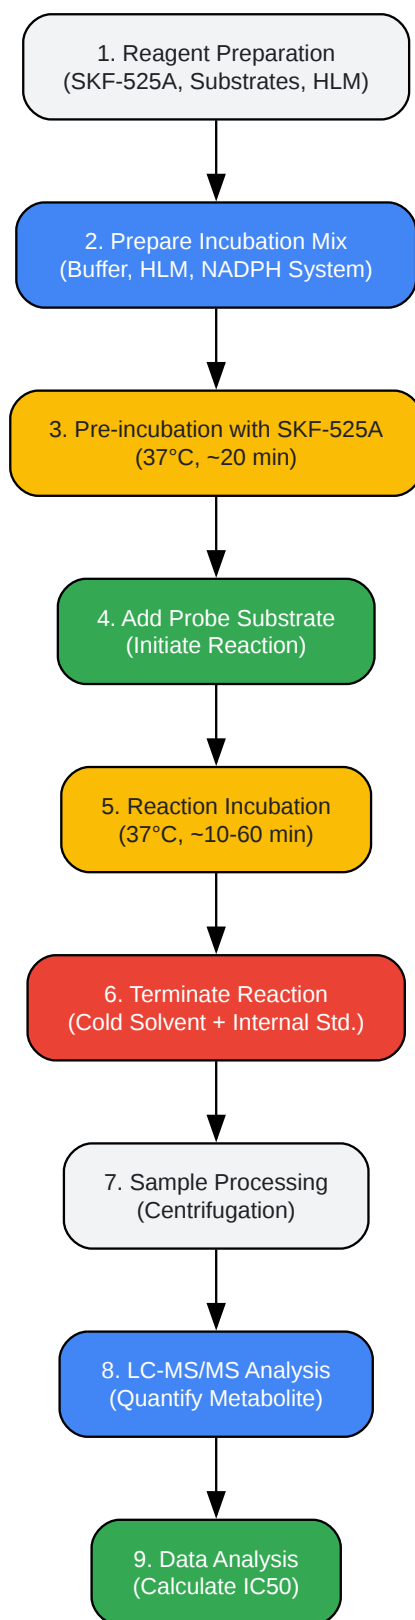 1. Reagent Preparation
(SKF-525A, Substrates, HLM)
2. Prepare Incubation Mix
(Buffer, HLM, NADPH System)
3. Pre-incubation with SKF-525A
(37°C, ~20 min)
4. Add Probe Substrate
(Initiate Reaction)
5. Reaction Incubation
(37°C, ~10-60 min)
6. Terminate Reaction
(Cold Solvent + Internal Std.)
7. Sample Processing
(Centrifugation)
8. LC-MS/MS Analysis
(Quantify Metabolite)
9. Data Analysis
(Calculate IC50)